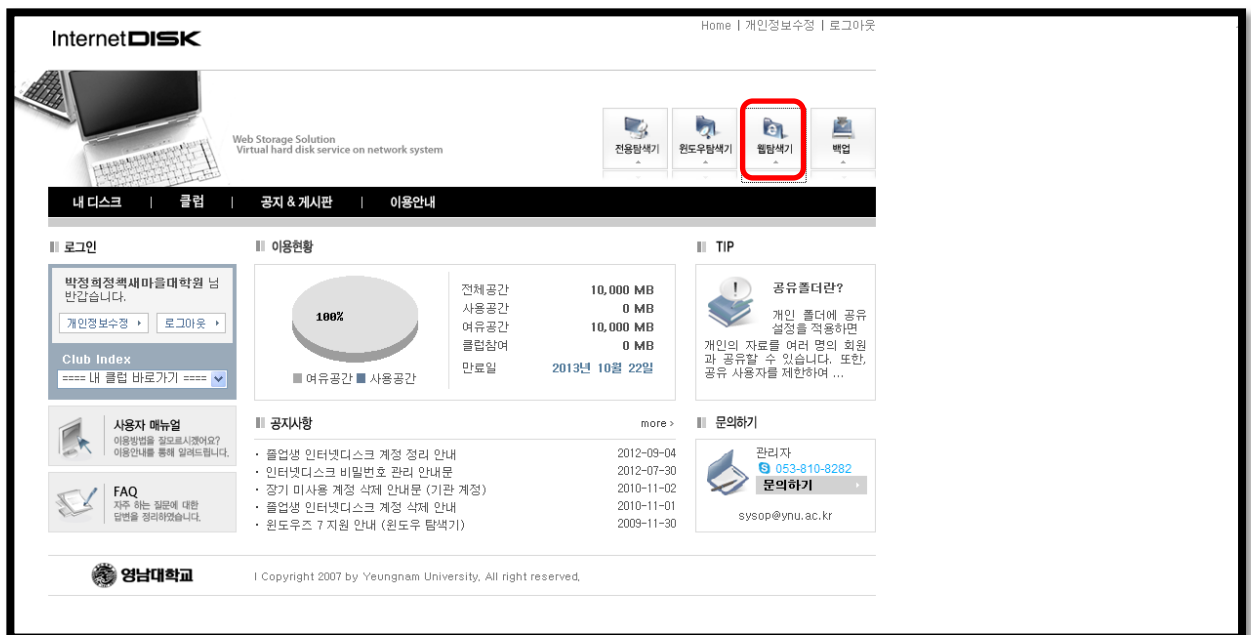 Home | 개인정보수정 | 로그아웃
InternetDISK
Web Storage Solution
Virtual hard disk service on network system
전용탐색기
윈도우탐색기
웹탐색기
백업
내 디스크 | 클럽 | 공지 & 게시판 | 이용안내
로그인
박정희정책새마을대학원 님
반갑습니다.
개인정보수정
로그아웃
Club Index
==== 내 클럽 바로가기 ====
이용현황
100%
여유공간 사용공간
전체공간 10,000 MB
사용공간 0 MB
여유공간 10,000 MB
클럽참여 0 MB
만료일 2013년 10월 22일
TIP
공유폴더란?
개인 폴더에 공유
설정을 적용하면
개인의 자료를 여러 명의 회원
과 공유할 수 있습니다. 또한,
공유 사용자를 제한하여 ...
사용자 매뉴얼
이용방법을 잘모르시겠어요?
이용안내를 통해 알려드립니다.
FAQ
자주 하는 질문에 대한
답변을 정리하였습니다.
공지사항 more >
· 졸업생 인터넷디스크 계정 정리 안내 2012-09-04
· 인터넷디스크 비밀번호 관리 안내문 2012-07-30
· 장기 미사용 계정 삭제 안내문 (기관 계정) 2010-11-02
· 졸업생 인터넷디스크 계정 삭제 안내 2010-11-01
· 윈도우즈 7 지원 안내 (윈도우 탐색기) 2009-11-30
문의하기
관리자
053-810-8282
문의하기
sysop@ynu.ac.kr
영남대학교
l Copyright 2007 by Yeungnam University, All right reserved,